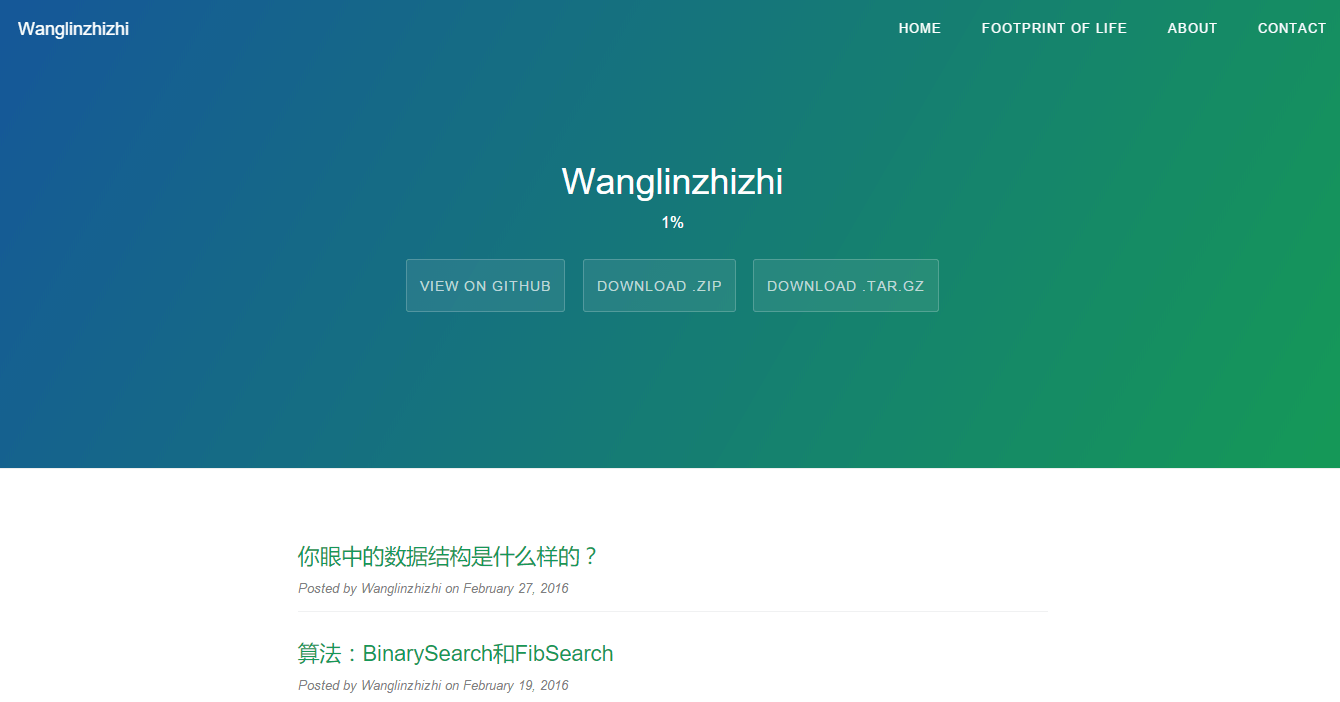 Wanglinzhizhi HOME FOOTPRINT OF LIFE ABOUT CONTACT
Wanglinzhizhi
1%
VIEW ON GITHUB DOWNLOAD .ZIP DOWNLOAD .TAR.GZ
你眼中的数据结构是什么样的？
Posted by Wanglinzhizhi on February 27, 2016
算法：BinarySearch和FibSearch
Posted by Wanglinzhizhi on February 19, 2016